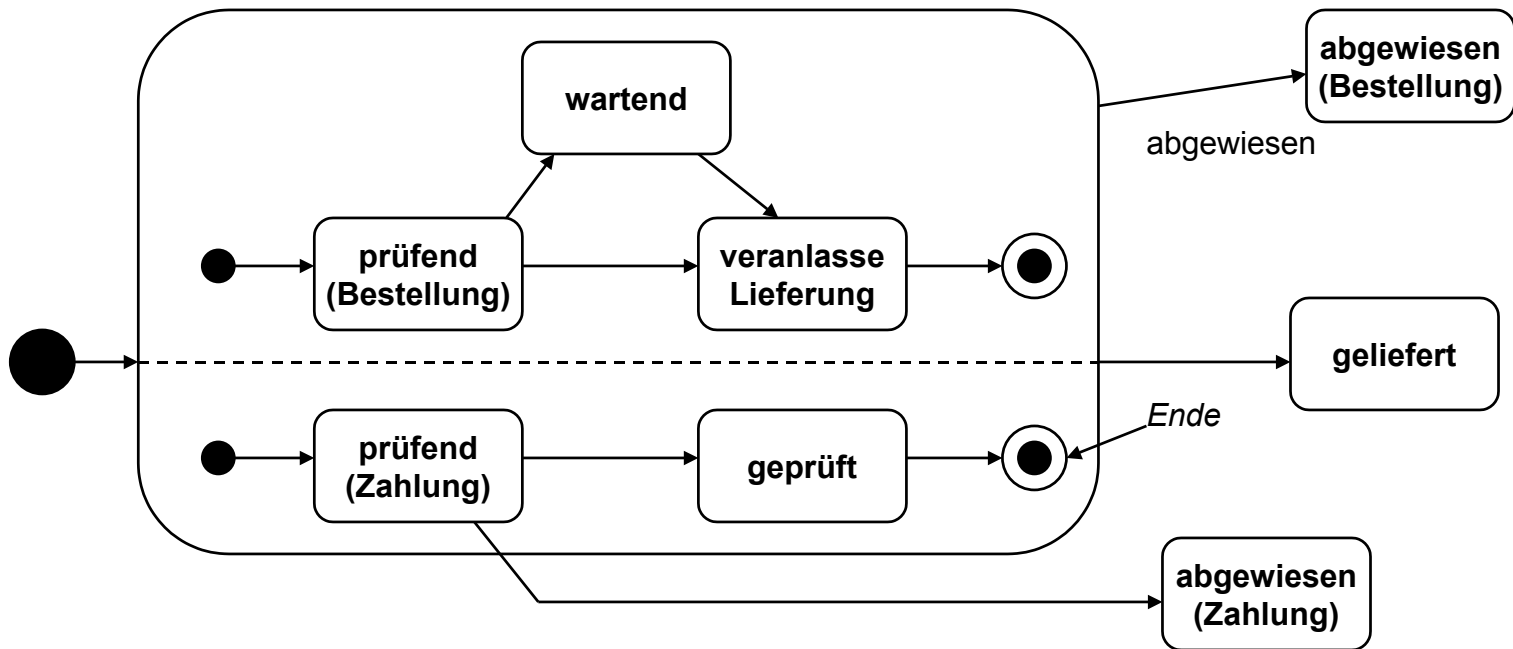 abgewiesen
(Bestellung)
wartend
abgewiesen
prüfend
(Bestellung)
veranlasse
Lieferung
geliefert
Ende
prüfend
(Zahlung)
geprüft
abgewiesen
(Zahlung)